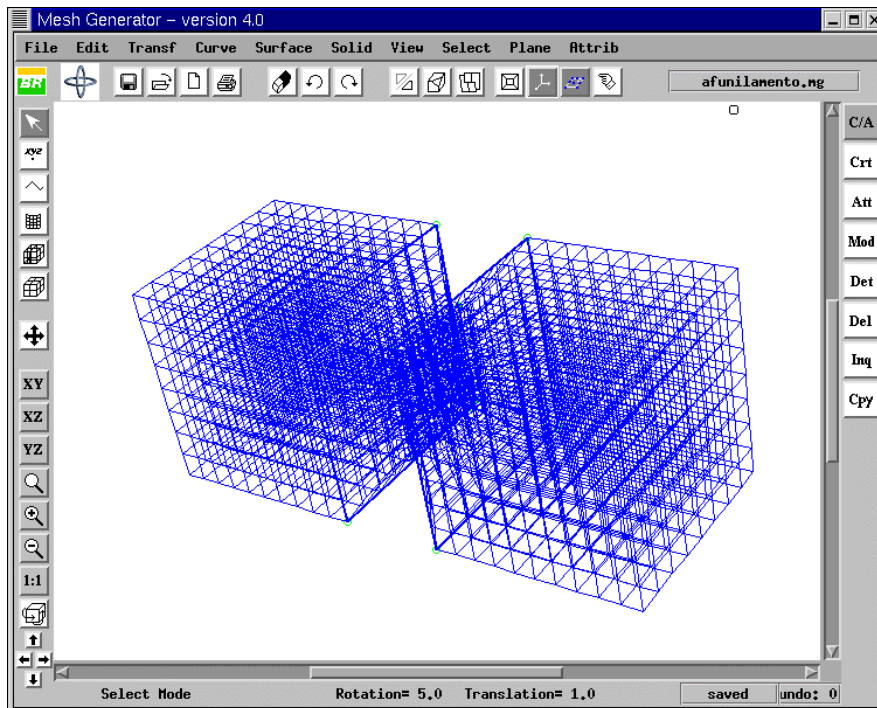 Mesh Generator – version 4.0
File Edit Transf Curve Surface Solid View Select Plane Attrib
BR
afunilamento.mg
xyz
C/A
Crt
Att
Mod
Det
Del
Inq
Cpy
XY
XZ
YZ
1:1
Select Mode Rotation= 5.0 Translation= 1.0 saved undo: 0